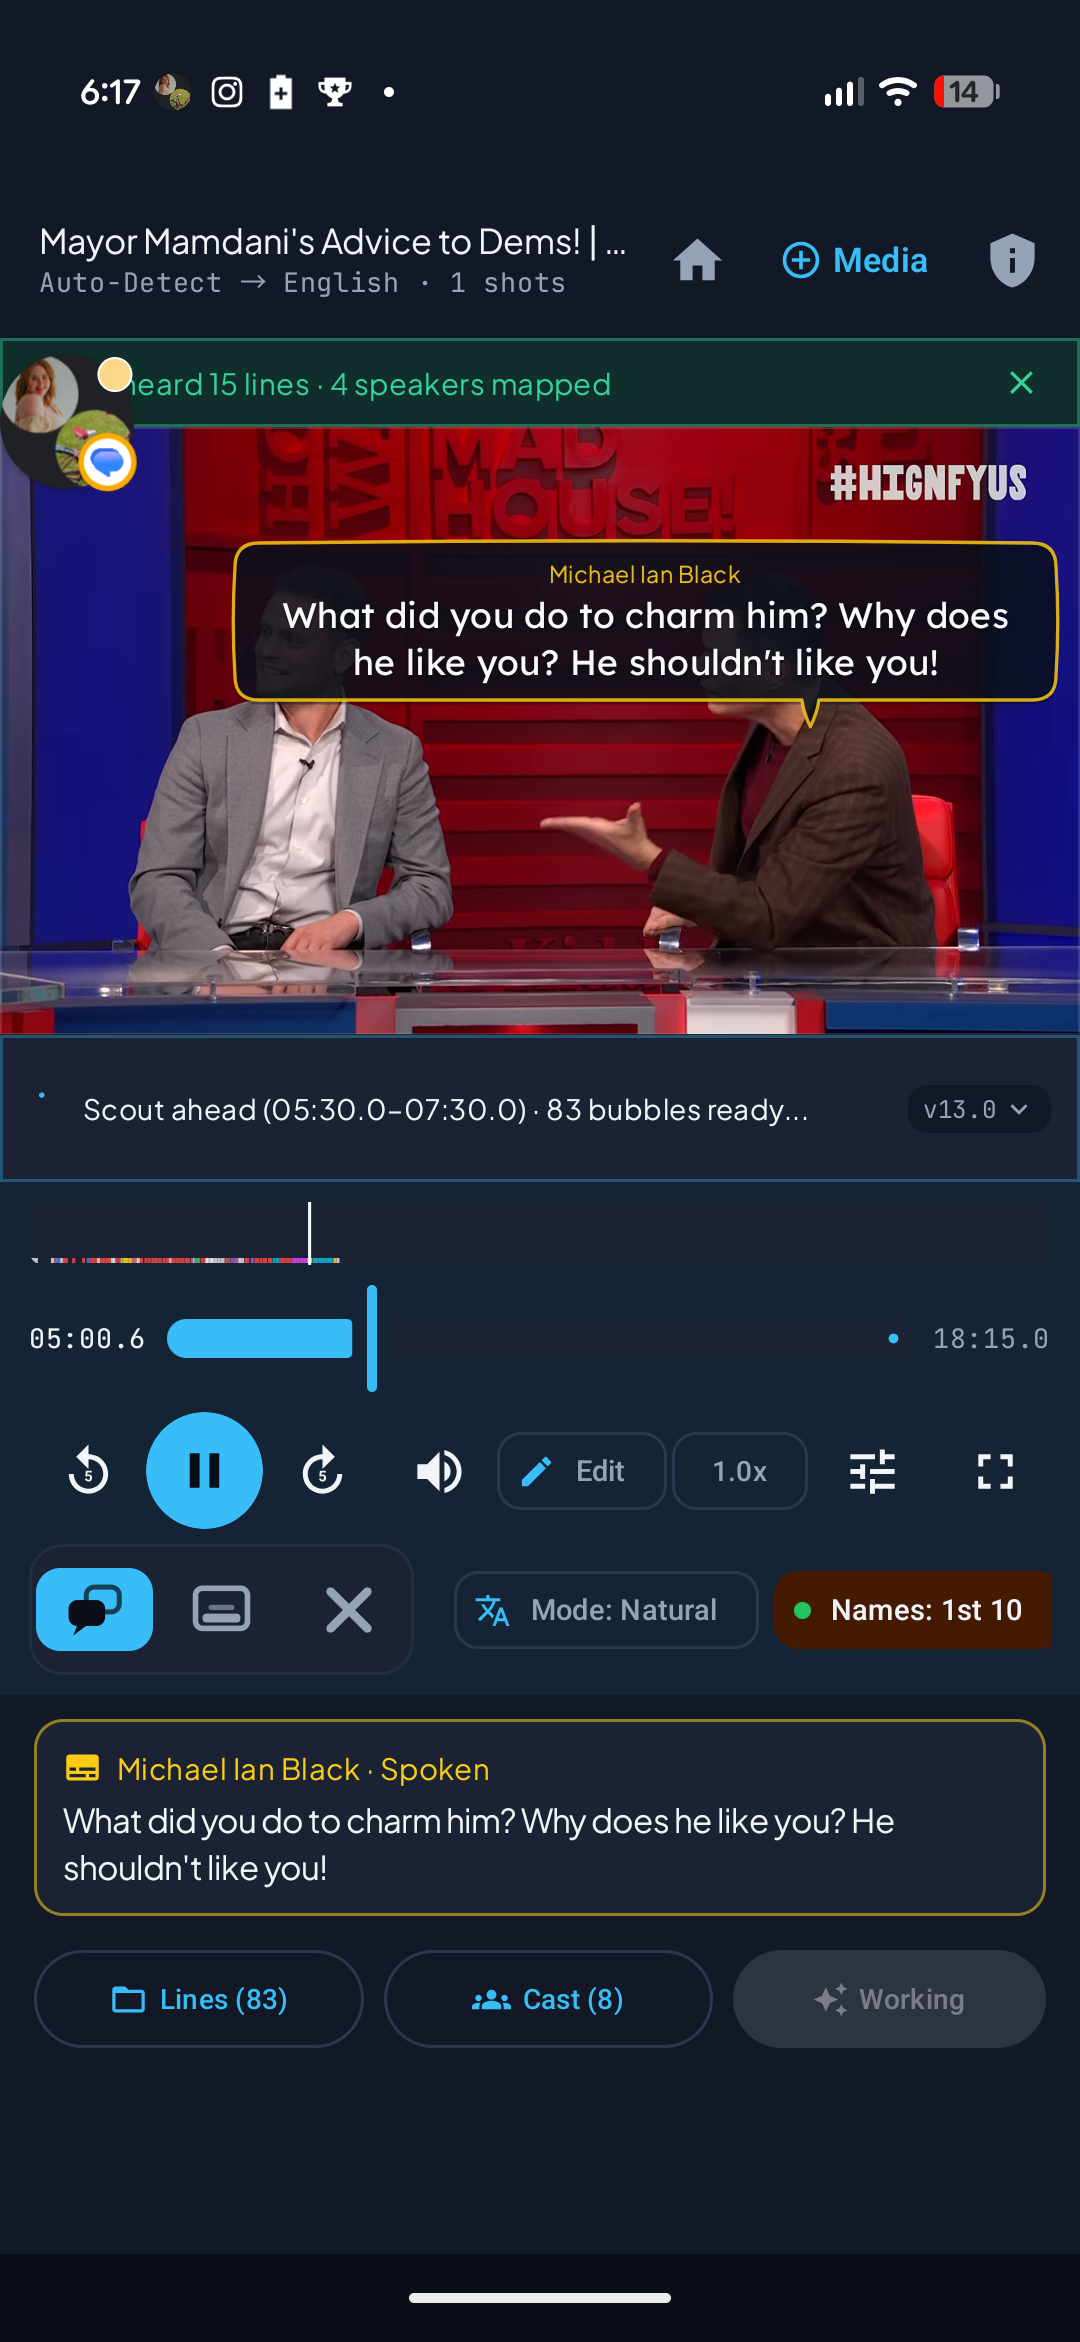 6:17
14
Mayor Mamdani's Advice to Dems! | ...
Auto-Detect → English · 1 shots
Media
heard 15 lines · 4 speakers mapped
MAD
HOUSE!
#HIGNFYUS
Michael Ian Black
What did you do to charm him? Why does
he like you? He shouldn't like you!
Scout ahead (05:30.0–07:30.0) · 83 bubbles ready...
v13.0
05:00.6
18:15.0
5
5
Edit
1.0x
Mode: Natural
Names: 1st 10
Michael Ian Black · Spoken
What did you do to charm him? Why does he like you? He
shouldn't like you!
Lines (83)
Cast (8)
Working